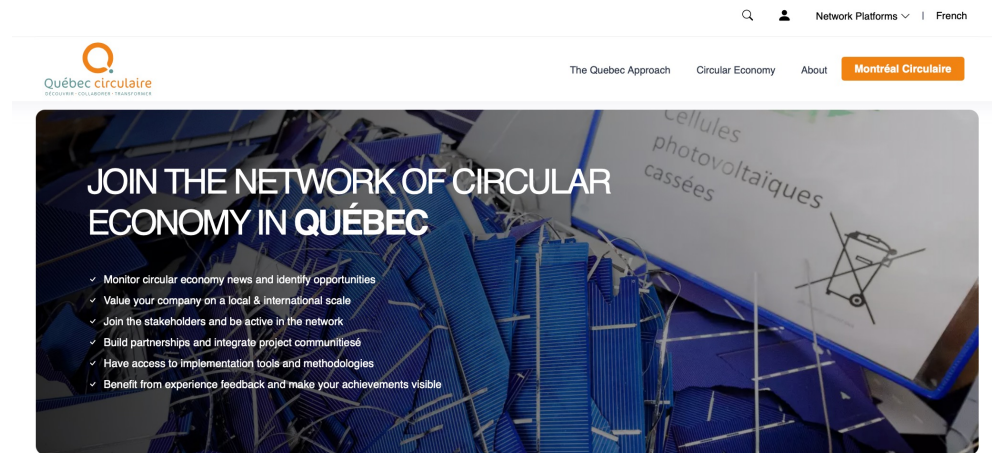 Network Platforms
|
French
Québec circulaire
DÉCOUVRIR · COLLABORER · TRANSFORMER
The Quebec Approach
Circular Economy
About
Montréal Circulaire
cellules
photovoltaïques
cassées
JOIN THE NETWORK OF CIRCULAR
ECONOMY IN QUÉBEC
Monitor circular economy news and identify opportunities
Value your company on a local & international scale
Join the stakeholders and be active in the network
Build partnerships and integrate project communitiesé
Have access to implementation tools and methodologies
Benefit from experience feedback and make your achievements visible